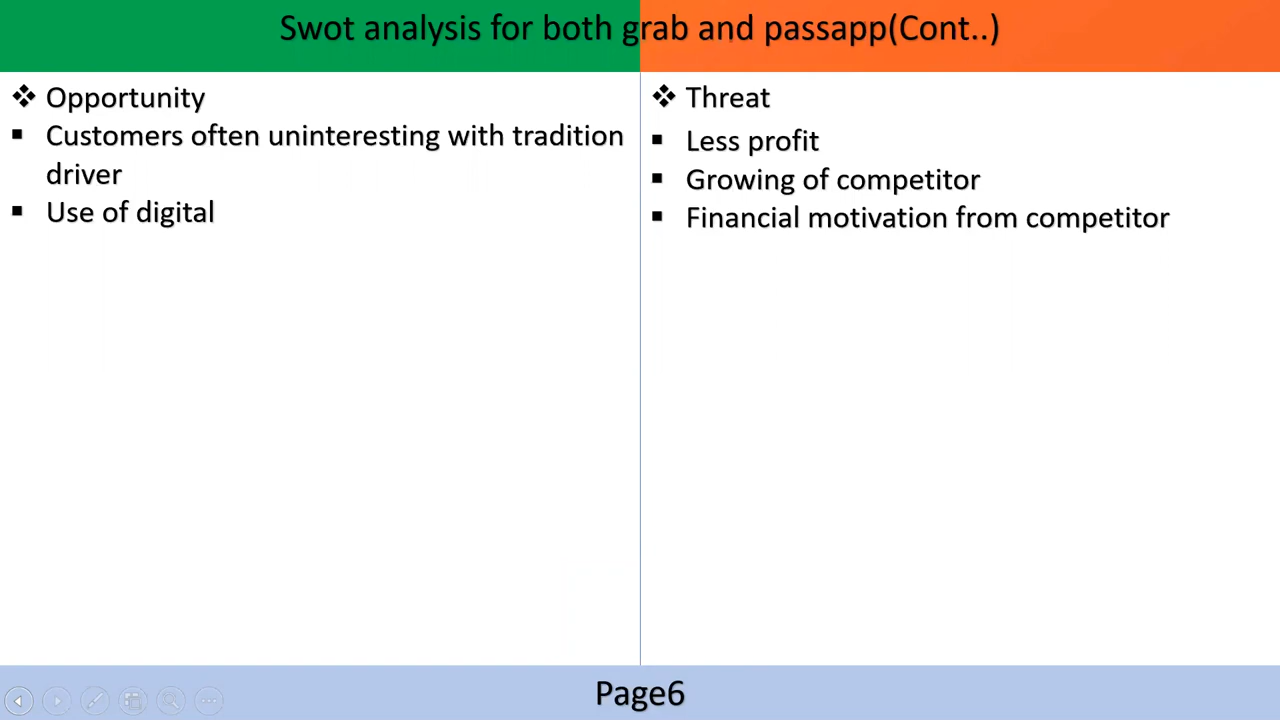 Swot analysis for both grab and passapp(Cont..)
❖ Opportunity
▪ Customers often uninteresting with tradition
driver
▪ Use of digital
❖ Threat
▪ Less profit
▪ Growing of competitor
▪ Financial motivation from competitor
Page6